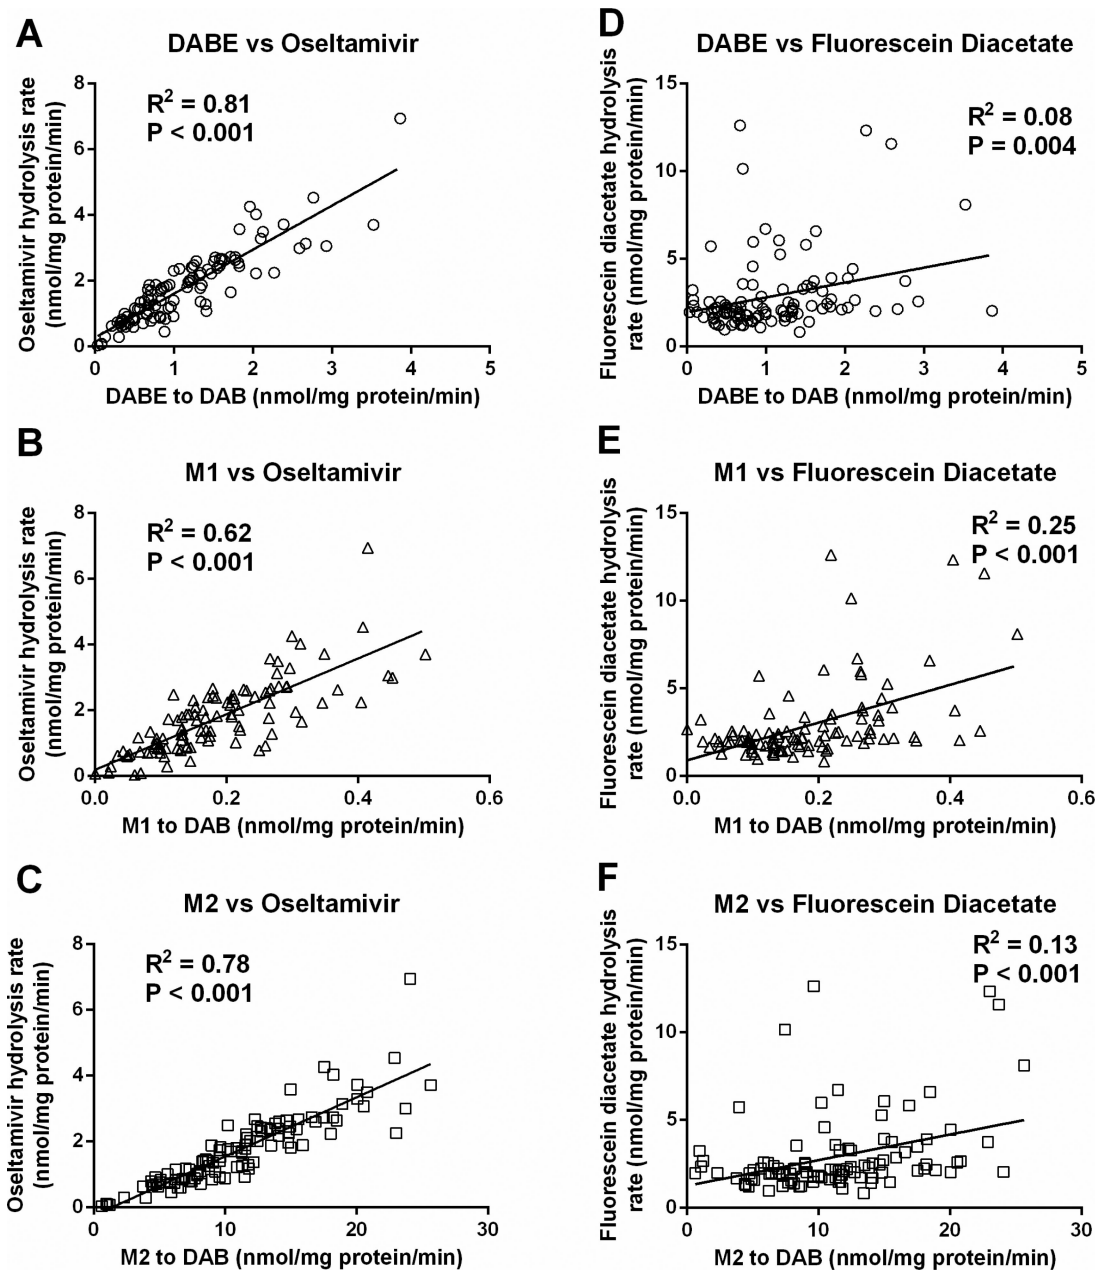 A
DABE vs Oseltamivir
Oseltamivir hydrolysis rate
(nmol/mg protein/min)
R² = 0.81
P < 0.001
8
6
4
2
0
0 1 2 3 4 5
DABE to DAB (nmol/mg protein/min)
D
DABE vs Fluorescein Diacetate
Fluorescein diacetate hydrolysis
rate (nmol/mg protein/min)
R² = 0.08
P = 0.004
15
10
5
0
0 1 2 3 4 5
DABE to DAB (nmol/mg protein/min)
B
M1 vs Oseltamivir
Oseltamivir hydrolysis rate
(nmol/mg protein/min)
R² = 0.62
P < 0.001
8
6
4
2
0
0.0 0.2 0.4 0.6
M1 to DAB (nmol/mg protein/min)
E
M1 vs Fluorescein Diacetate
Fluorescein diacetate hydrolysis
rate (nmol/mg protein/min)
R² = 0.25
P < 0.001
15
10
5
0
0.0 0.2 0.4 0.6
M1 to DAB (nmol/mg protein/min)
C
M2 vs Oseltamivir
Oseltamivir hydrolysis rate
(nmol/mg protein/min)
R² = 0.78
P < 0.001
8
6
4
2
0
0 10 20 30
M2 to DAB (nmol/mg protein/min)
F
M2 vs Fluorescein Diacetate
Fluorescein diacetate hydrolysis
rate (nmol/mg protein/min)
R² = 0.13
P < 0.001
15
10
5
0
0 10 20 30
M2 to DAB (nmol/mg protein/min)